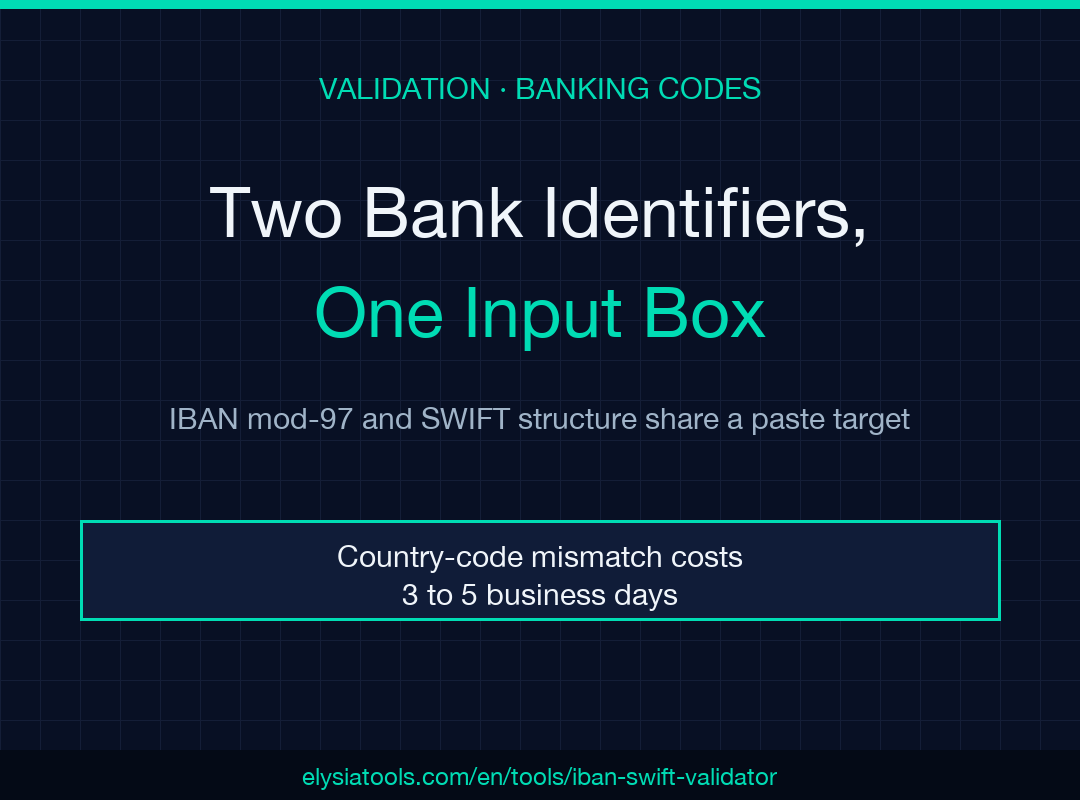 VALIDATION · BANKING CODES
Two Bank Identifiers,
One Input Box
IBAN mod-97 and SWIFT structure share a paste target
Country-code mismatch costs
3 to 5 business days
elysiatools.com/en/tools/iban-swift-validator